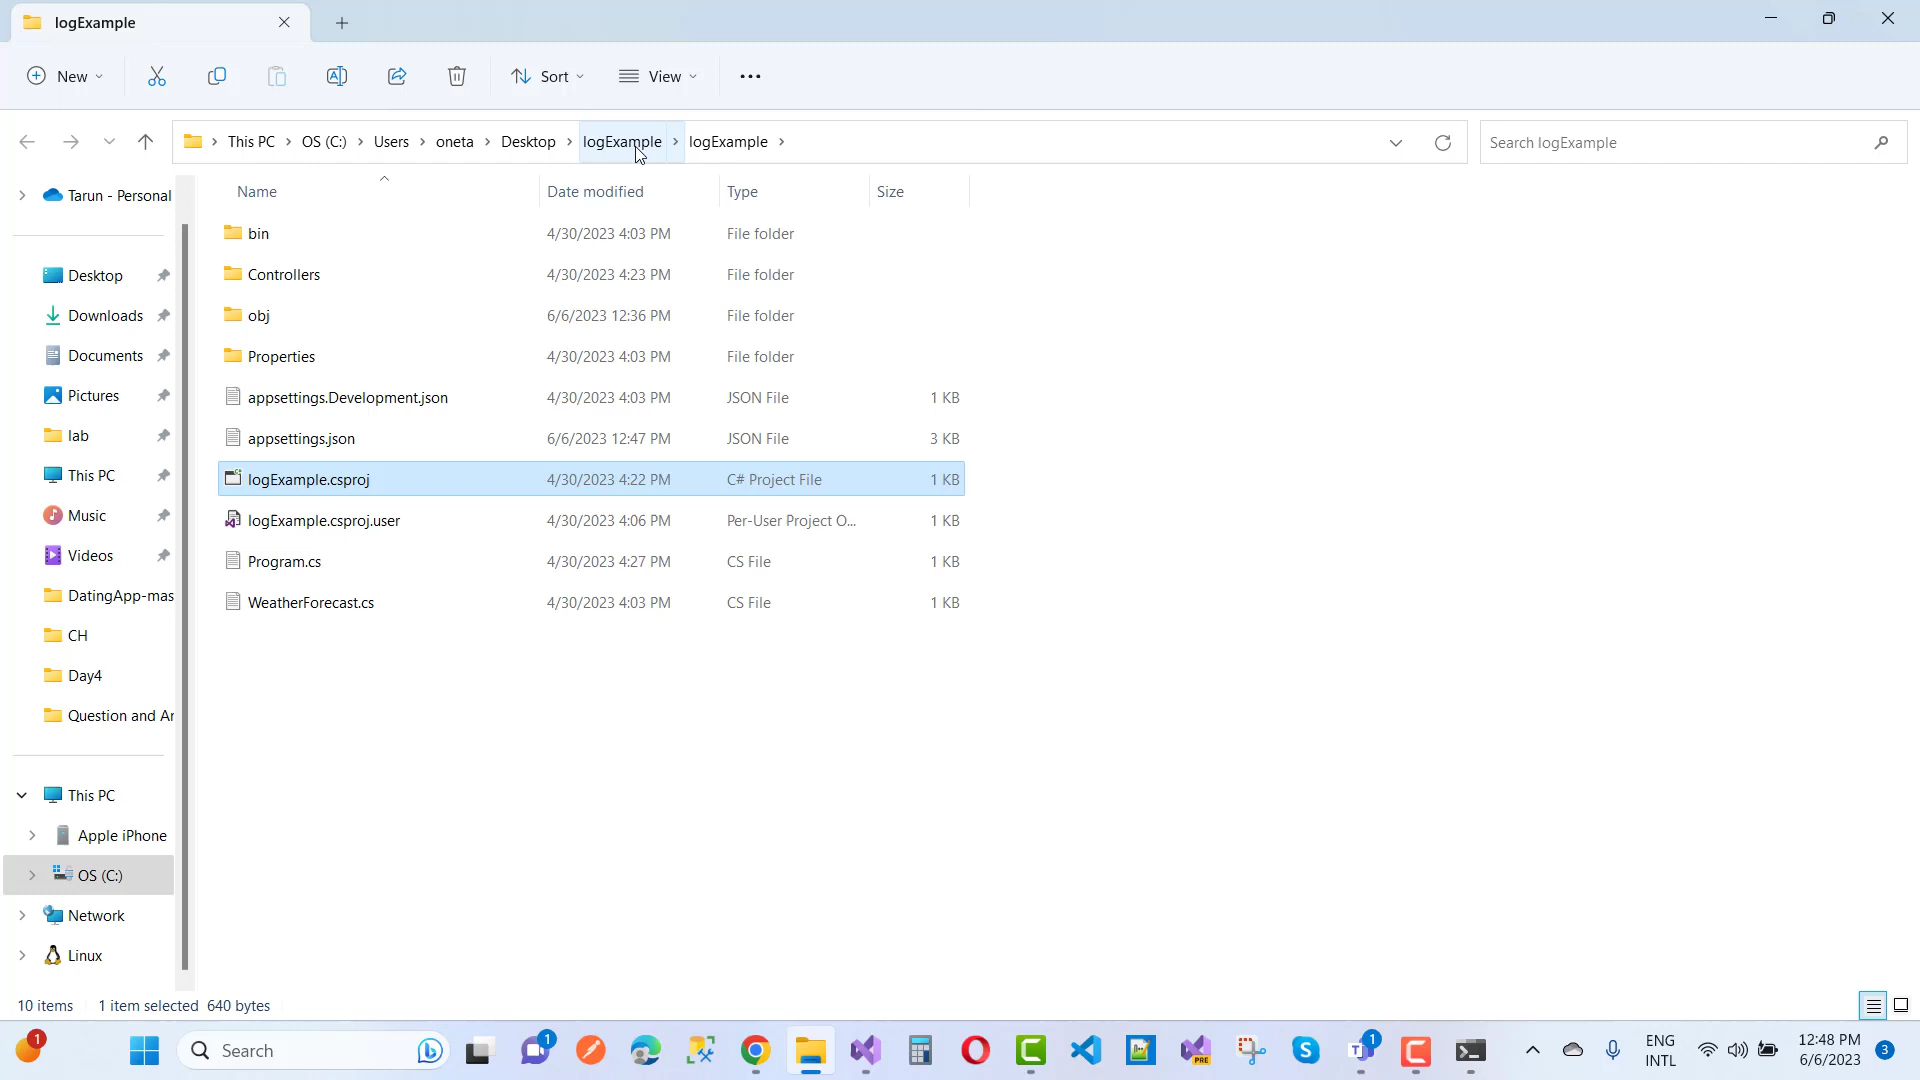 logExample
New
Sort
View
This PC
OS (C:)
Users
oneta
Desktop
logExample
logExample
Search logExample
Tarun - Personal
Desktop
Downloads
Documents
Pictures
lab
This PC
Music
Videos
DatingApp-mas
CH
Day4
Question and Ar
This PC
Apple iPhone
OS (C:)
Network
Linux
Name Date modified Type Size
bin 4/30/2023 4:03 PM File folder
Controllers 4/30/2023 4:23 PM File folder
obj 6/6/2023 12:36 PM File folder
Properties 4/30/2023 4:03 PM File folder
appsettings.Development.json 4/30/2023 4:03 PM JSON File 1 KB
appsettings.json 6/6/2023 12:47 PM JSON File 3 KB
logExample.csproj 4/30/2023 4:22 PM C# Project File 1 KB
logExample.csproj.user 4/30/2023 4:06 PM Per-User Project O... 1 KB
Program.cs 4/30/2023 4:27 PM CS File 1 KB
WeatherForecast.cs 4/30/2023 4:03 PM CS File 1 KB
10 items 1 item selected 640 bytes
1
Search
1
PRE
1
ENG
INTL
12:48 PM
6/6/2023
3